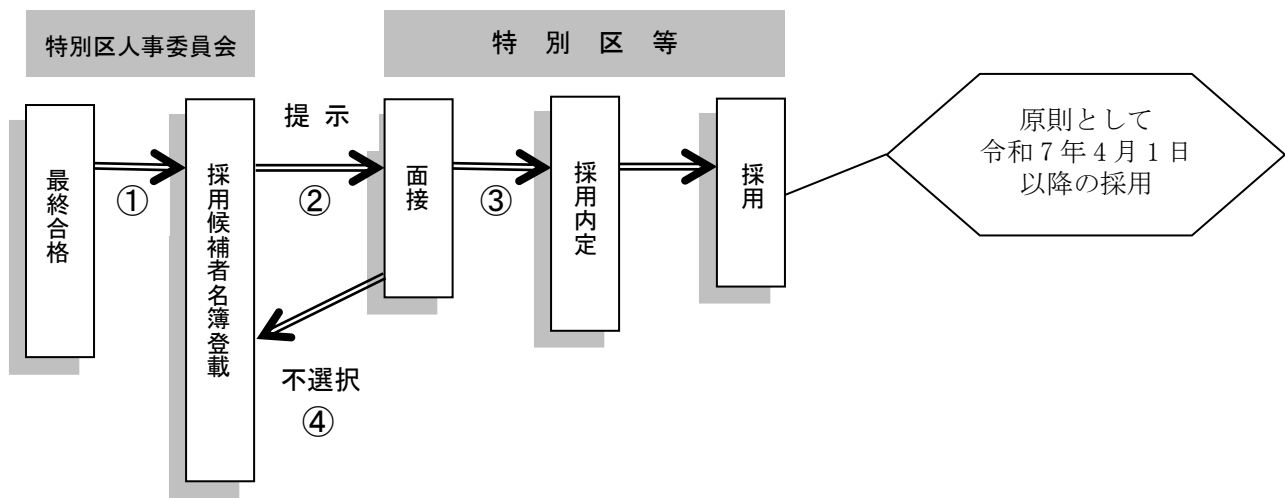 特別区人事委員会
特 別 区 等
最終合格
①
採用候補者名簿登載
提 示
②
面接
③
採用内定
採用
原則として
令和７年４月１日
以降の採用
不選択
④